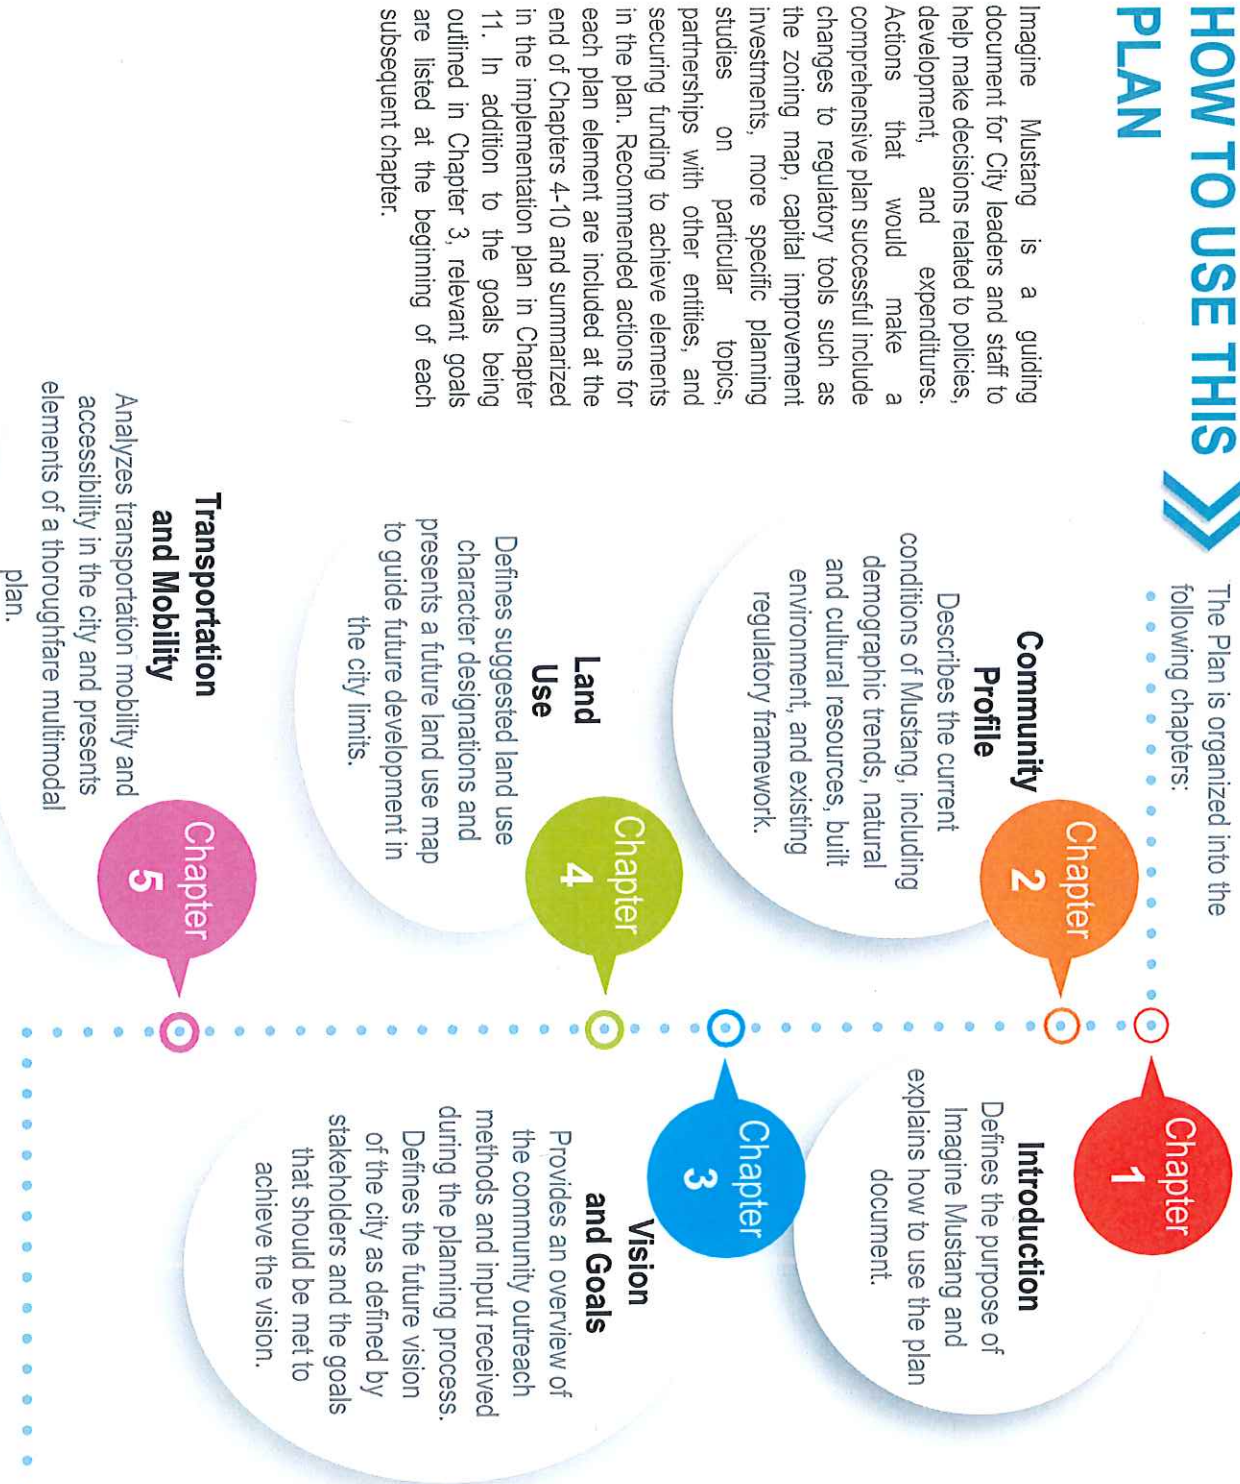 HOW TO USE THIS
PLAN
Imagine Mustang is a guiding
document for City leaders and staff to
help make decisions related to policies,
development, and expenditures.
Actions that would make a
comprehensive plan successful include
changes to regulatory tools such as
the zoning map, capital improvement
investments, more specific planning
studies on particular topics,
partnerships with other entities, and
securing funding to achieve elements
in the plan. Recommended actions for
each plan element are included at the
end of Chapters 4-10 and summarized
in the implementation plan in Chapter
11. In addition to the goals being
outlined in Chapter 3, relevant goals
are listed at the beginning of each
subsequent chapter.
The Plan is organized into the
following chapters:
Chapter
1
Introduction
Defines the purpose of
Imagine Mustang and
explains how to use the plan
document.
Chapter
2
Community
Profile
Describes the current
conditions of Mustang, including
demographic trends, natural
and cultural resources, built
environment, and existing
regulatory framework.
Chapter
3
Vision
and Goals
Provides an overview of
the community outreach
methods and input received
during the planning process.
Defines the future vision
of the city as defined by
stakeholders and the goals
that should be met to
achieve the vision.
Chapter
4
Land
Use
Defines suggested land use
character designations and
presents a future land use map
to guide future development in
the city limits.
Chapter
5
Transportation
and Mobility
Analyzes transportation mobility and
accessibility in the city and presents
elements of a thoroughfare multimodal
plan.